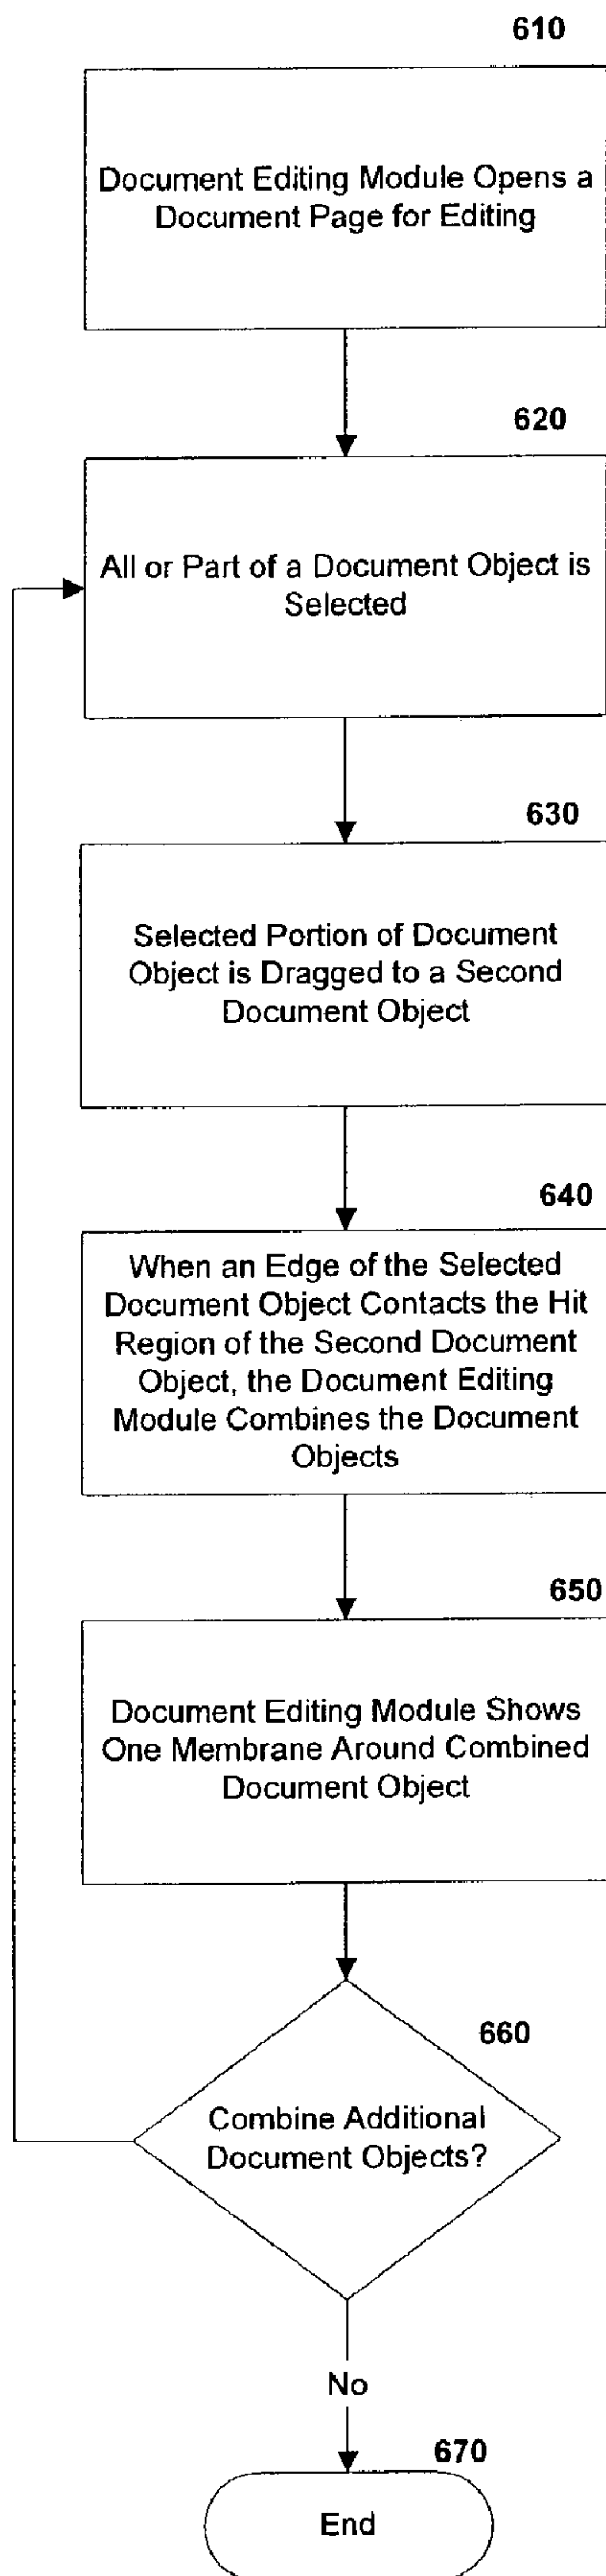 610
Document Editing Module Opens a
Document Page for Editing
620
All or Part of a Document Object is
Selected
630
Selected Portion of Document
Object is Dragged to a Second
Document Object
640
When an Edge of the Selected
Document Object Contacts the Hit
Region of the Second Document
Object, the Document Editing
Module Combines the Document
Objects
650
Document Editing Module Shows
One Membrane Around Combined
Document Object
660
Combine Additional
Document Objects?
No
670
End